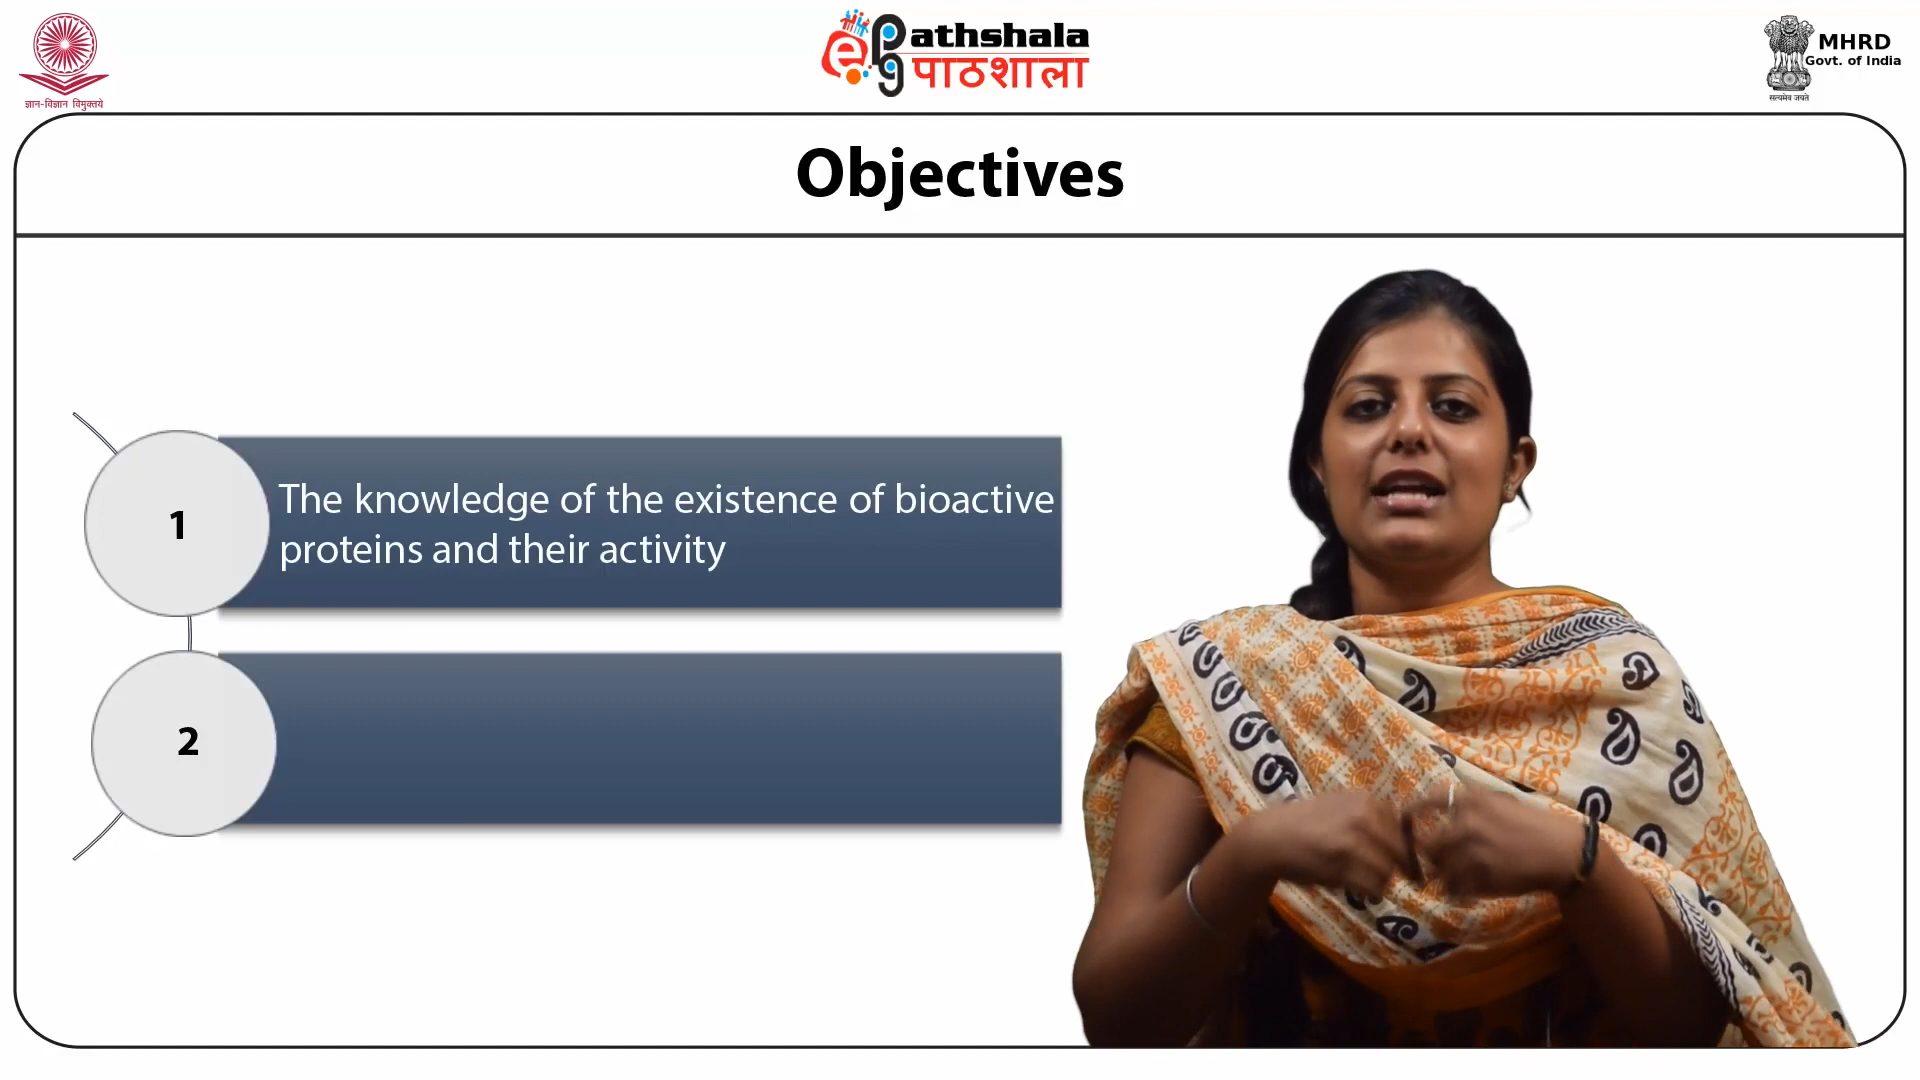 ज्ञान-विज्ञान विमुक्तये
ePathshala
पाठशाला
MHRD
Govt. of India
सत्यमेव जयते
Objectives
1
The knowledge of the existence of bioactive
proteins and their activity
2